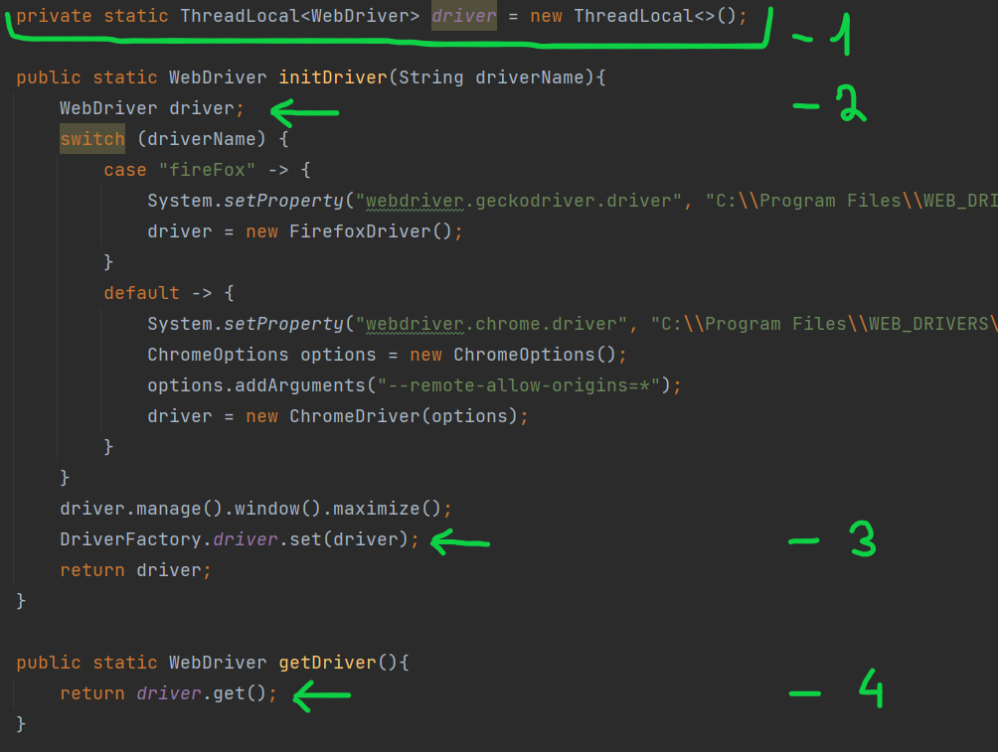 private static ThreadLocal<WebDriver> driver = new ThreadLocal<>();
- 1
public static WebDriver initDriver(String driverName){
WebDriver driver;
- 2
switch (driverName) {
case "fireFox" -> {
System.setProperty("webdriver.geckodriver.driver", "C:\\Program Files\\WEB_DRI
driver = new FirefoxDriver();
}
default -> {
System.setProperty("webdriver.chrome.driver", "C:\\Program Files\\WEB_DRIVERS\
ChromeOptions options = new ChromeOptions();
options.addArguments("--remote-allow-origins=*");
driver = new ChromeDriver(options);
}
}
driver.manage().window().maximize();
DriverFactory.driver.set(driver);
- 3
return driver;
}
public static WebDriver getDriver(){
return driver.get();
- 4
}